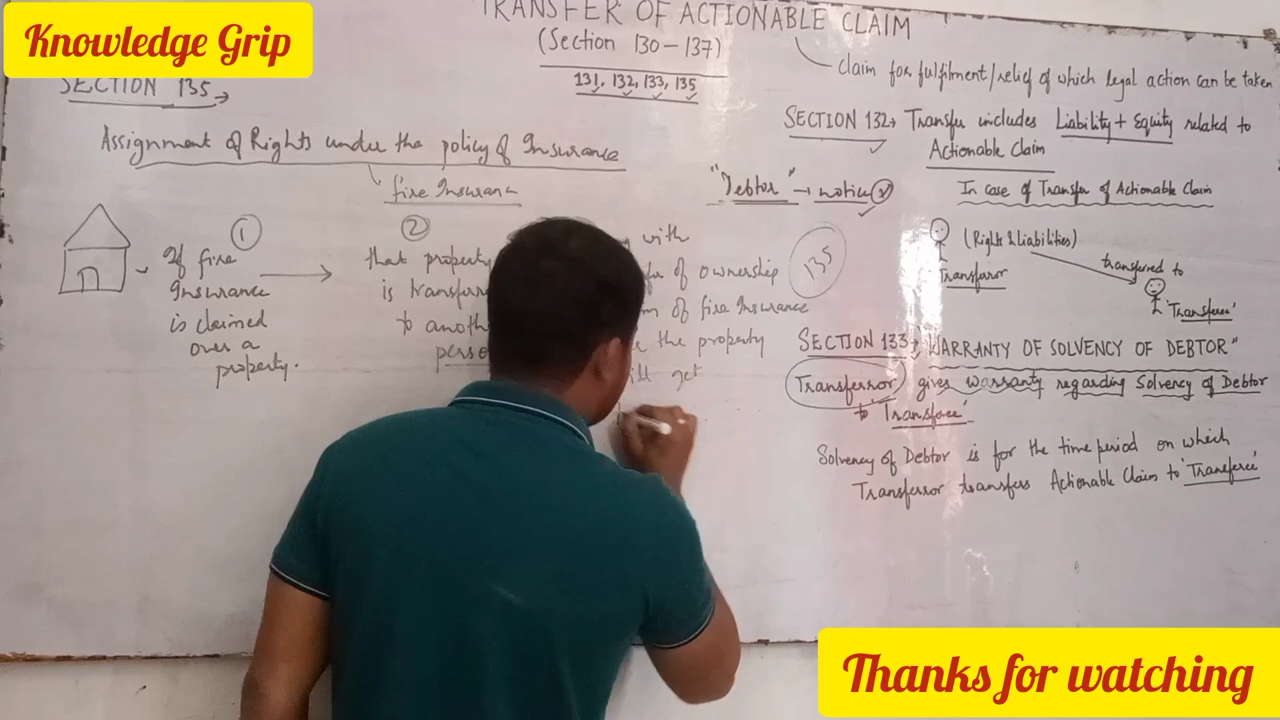 Knowledge Grip
TRANSFER OF ACTIONABLE CLAIM
(Section 130-137)
131, 132, 133, 135
claim for fulfilment/relief of which legal action can be taken
SECTION 135
Assignment of Rights under the policy of Insurance
fire Insuranc
"Debtor" → notice
SECTION 132 → Transfer includes Liability + Equity related to
Actionable Claim
In case of Transfer of Actionable Claim
(Rights & Liabilities)
Transferor
transferred to
'Transferee'
1
If fire
Insurance
is claimed
over a
property.
2
that property
is transfer
to anoth
perso
with
of ownership
of fire Insurance
the property
get
135
SECTION 133: "WARRANTY OF SOLVENCY OF DEBTOR"
Transferror gives warranty regarding Solvency of Debtor
to 'Transfree'
Solvency of Debtor is for the time period on which
Transferror transfers Actionable Claim to 'Transferee'
Thanks for watching